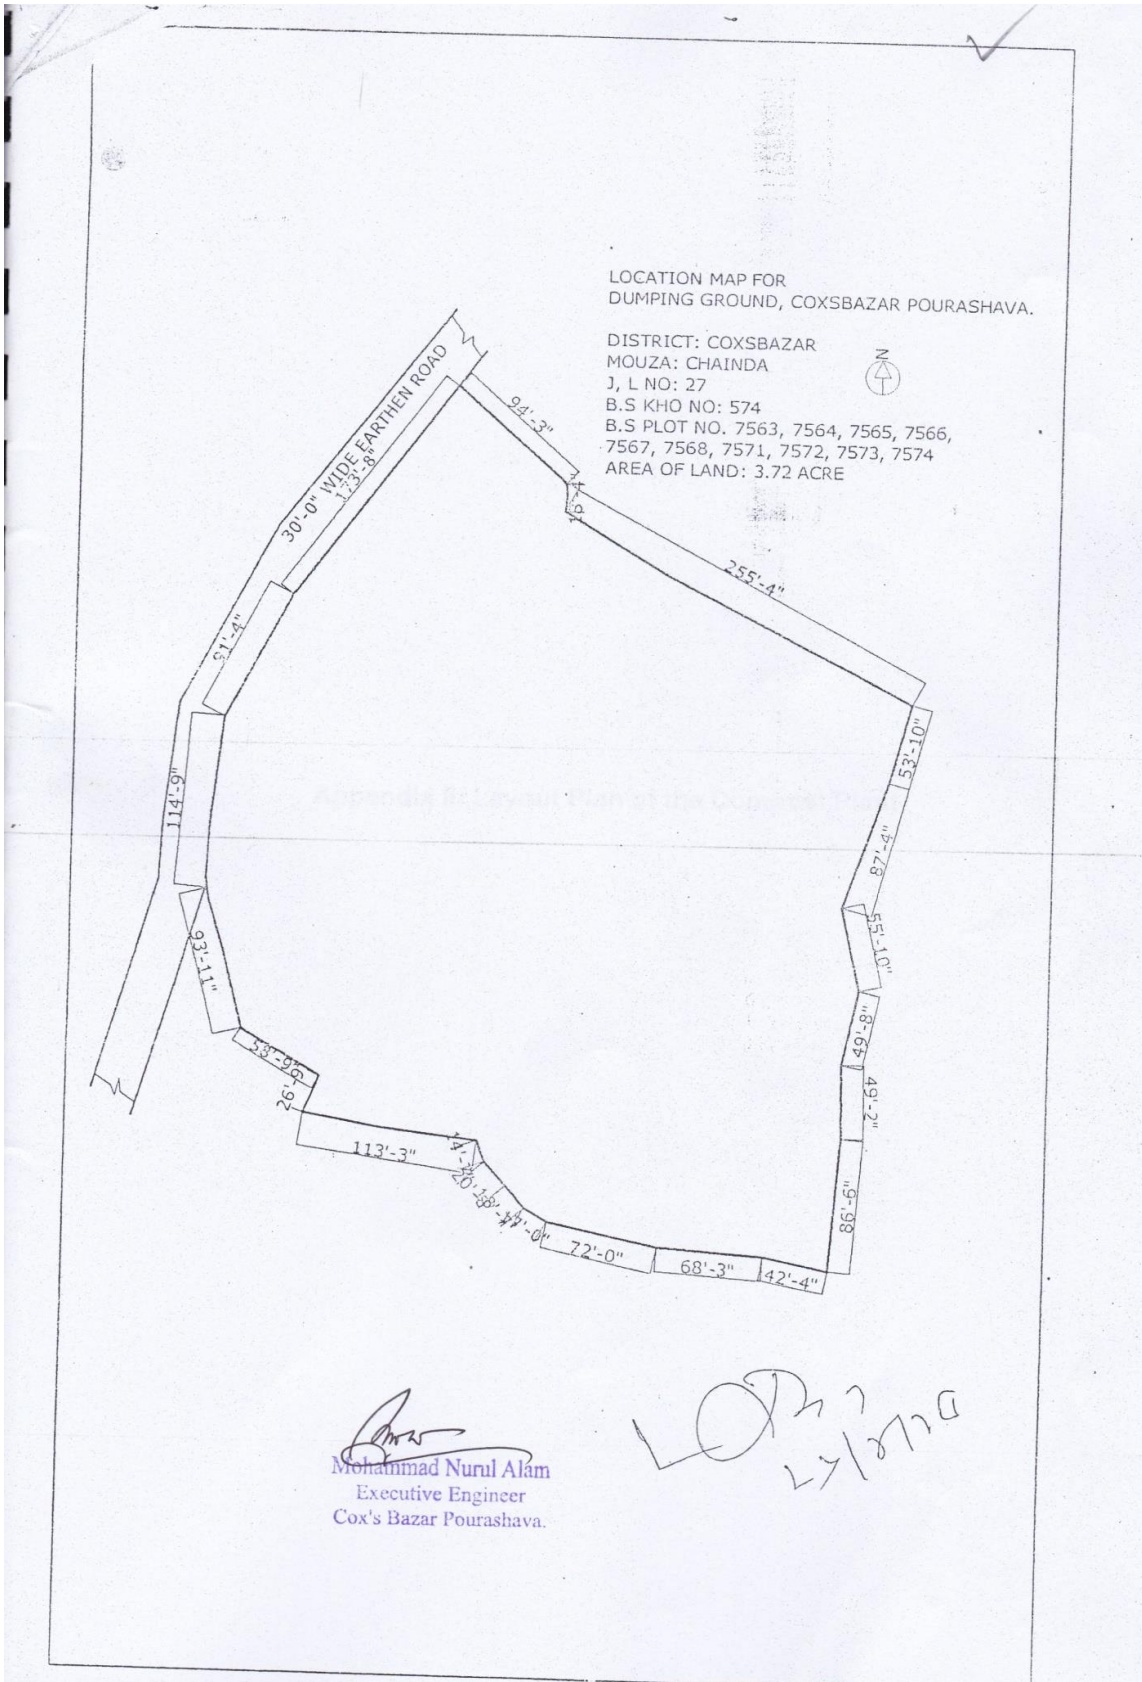 LOCATION MAP FOR
DUMPING GROUND, COXSBAZAR POURASHAVA.
DISTRICT: COXSBAZAR
MOUZA: CHAINDA
J, L NO: 27
B.S KHO NO: 574
B.S PLOT NO. 7563, 7564, 7565, 7566,
7567, 7568, 7571, 7572, 7573, 7574
AREA OF LAND: 3.72 ACRE
N
30'-0" WIDE EARTHEN ROAD
173'-8"
94'-3"
255'-4"
91'-4"
114'-9"
93'-11"
53'-10"
87'-4"
55'-10"
49'-8"
49'-2"
86'-6"
58'-9"
26'-9"
113'-3"
72'-0"
68'-3"
42'-4"
Mohammad Nurul Alam
Executive Engineer
Cox's Bazar Pourashava.